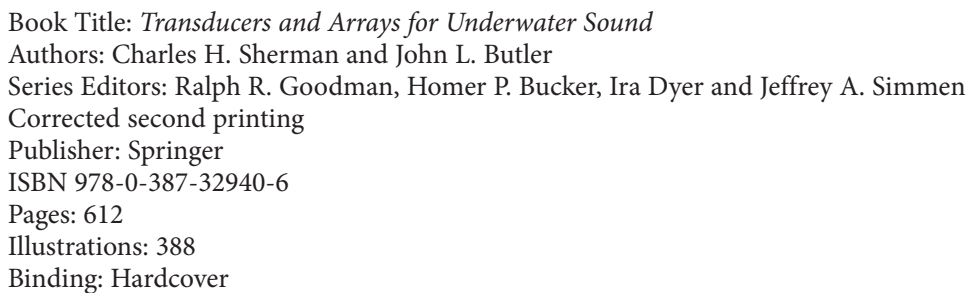 Book Title: Transducers and Arrays for Underwater Sound
Authors: Charles H. Sherman and John L. Butler
Series Editors: Ralph R. Goodman, Homer P. Bucker, Ira Dyer and Jeffrey A. Simmen
Corrected second printing
Publisher: Springer
ISBN 978-0-387-32940-6
Pages: 612
Illustrations: 388
Binding: Hardcover